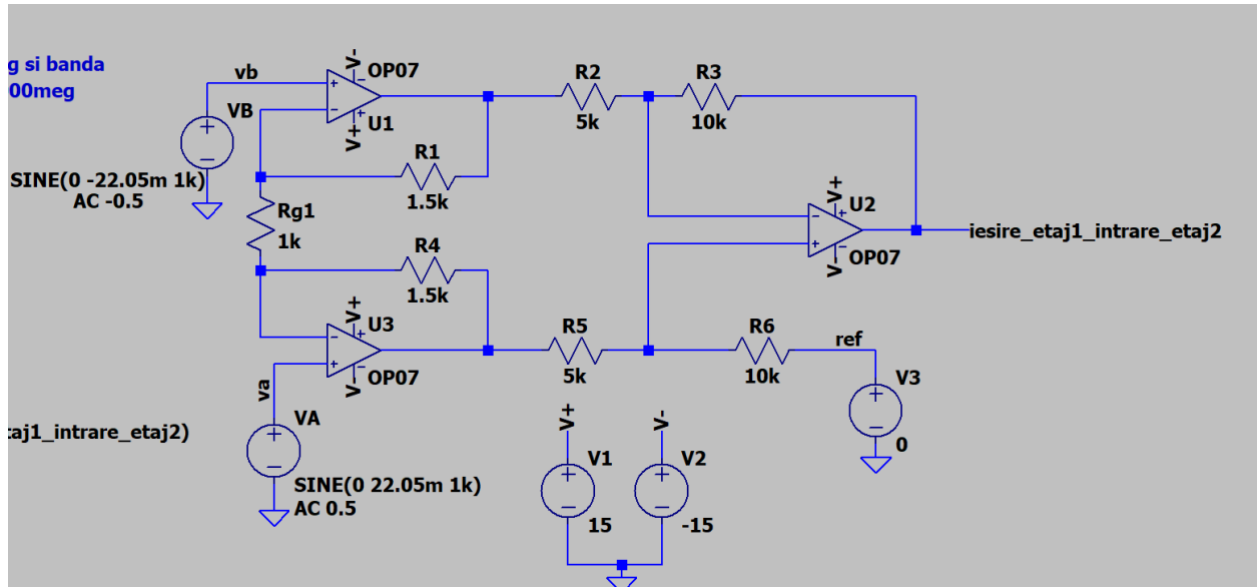 g si banda
00meg
vb
VB
SINE(0 -22.05m 1k)
AC -0.5
V-
OP07
U1
V+
R1
1.5k
Rg1
1k
R4
1.5k
V+
U3
OP07
V-
va
VA
SINE(0 22.05m 1k)
AC 0.5
taj1_intrare_etaj2)
R2
5k
R3
10k
V+
U2
OP07
V-
iesire_etaj1_intrare_etaj2
R5
5k
R6
10k
ref
V3
0
V+
V1
15
V-
V2
-15